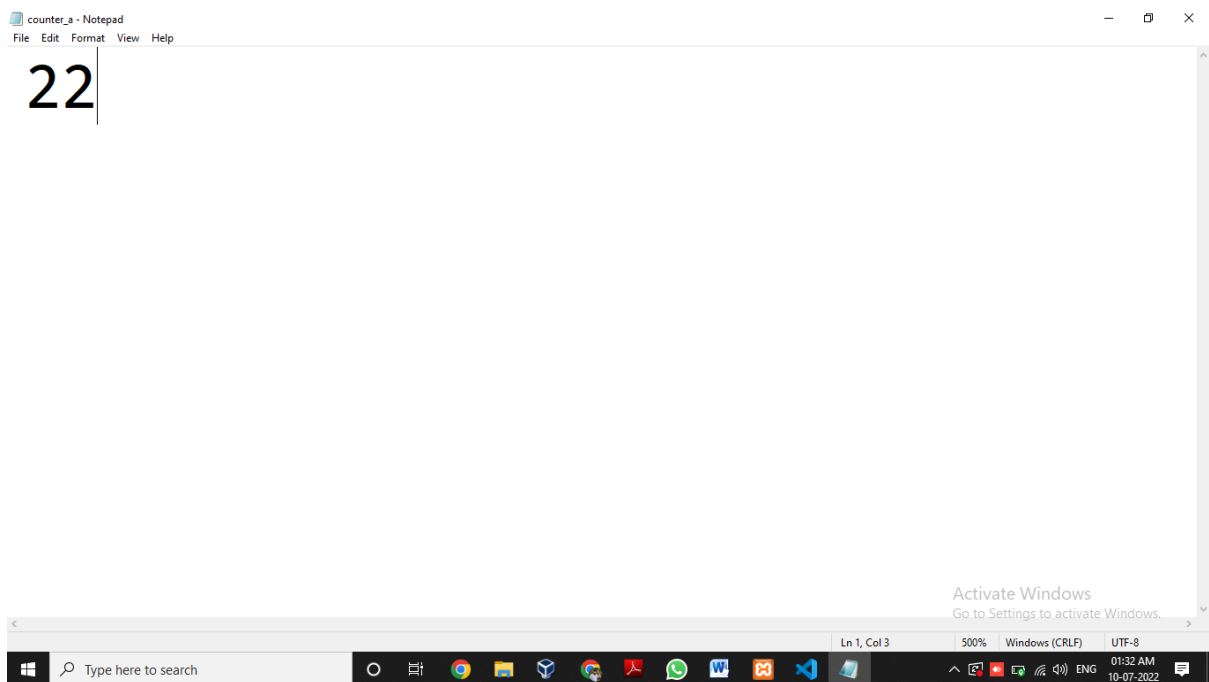 counter_a - Notepad
File Edit Format View Help
22
Activate Windows
Go to Settings to activate Windows.
Ln 1, Col 3 500% Windows (CRLF) UTF-8
Type here to search
ENG
01:32 AM
10-07-2022